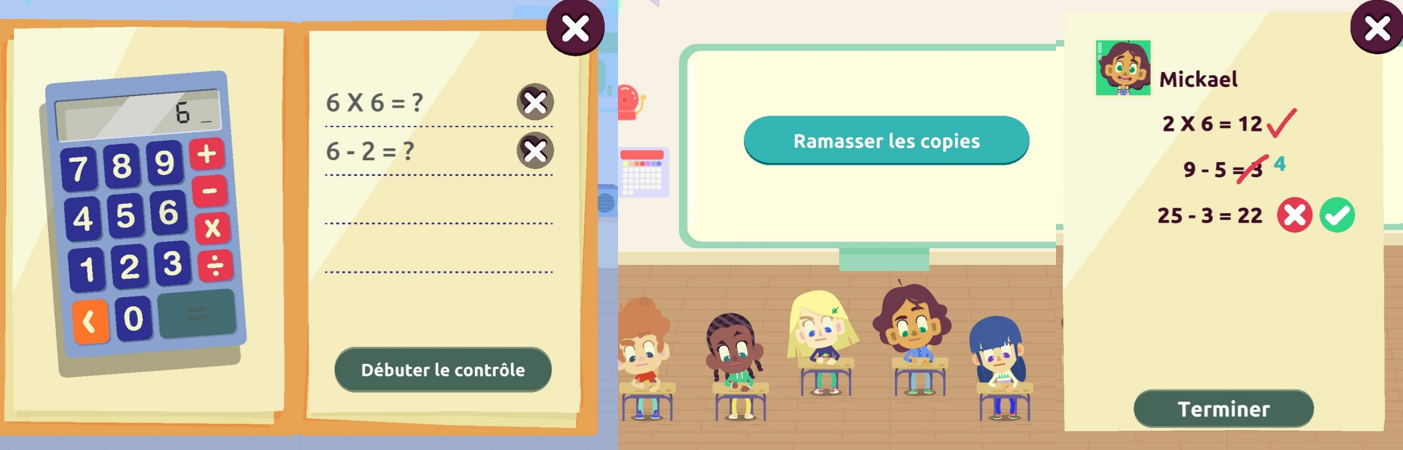 6 _
7 8 9 +
−
4 5 6 X
1 2 3 ÷
< 0 =
6 X 6 = ?
6 - 2 = ?
Débuter le contrôle
Ramasser les copies
Mickael
2 X 6 = 12
9 - 5 = 3 4
25 - 3 = 22
Terminer